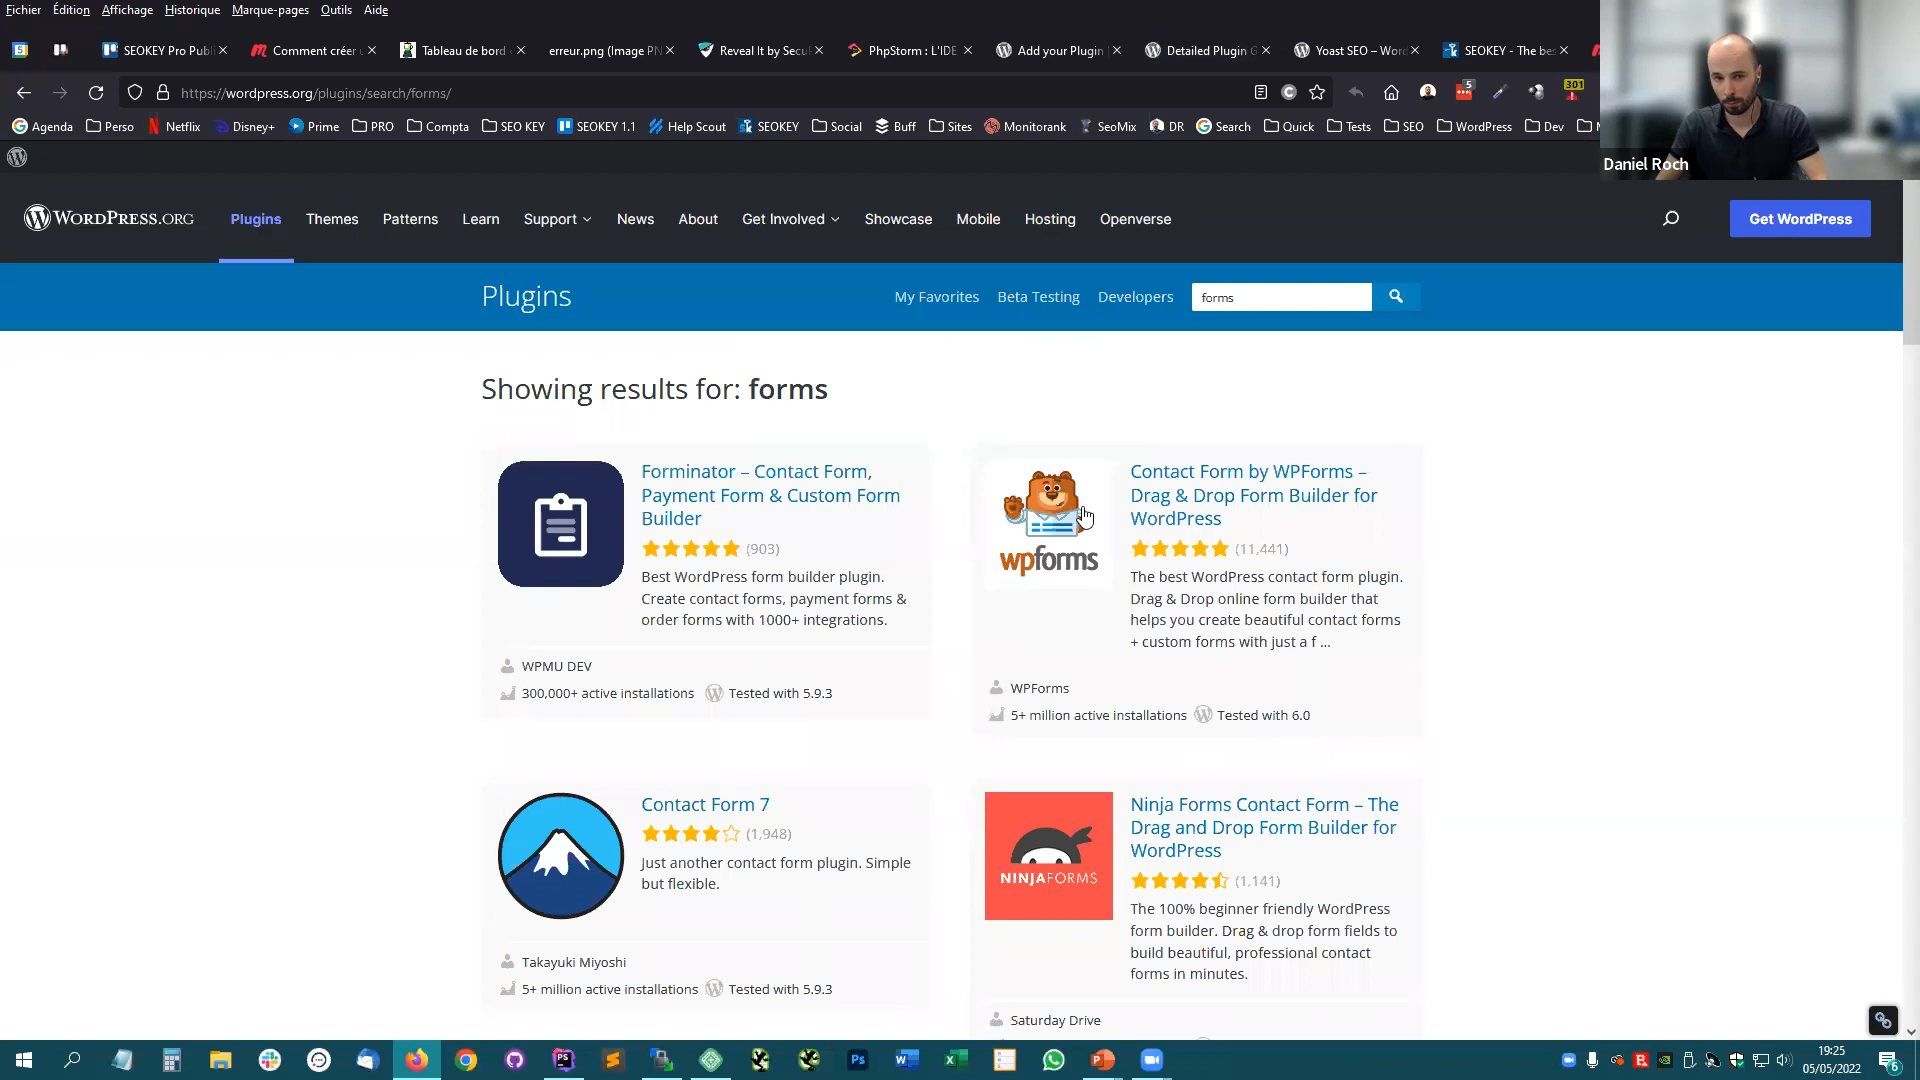 Fichier Édition Affichage Historique Marque-pages Outils Aide
SEOKEY Pro Publ
Comment créer
Tableau de bord
erreur.png (Image PN
Reveal It by Secu
PhpStorm : L'IDE
Add your Plugin
Detailed Plugin G
Yoast SEO – Word
SEOKEY - The bes
https://wordpress.org/plugins/search/forms/
5
301
Agenda Perso Netflix Disney+ Prime PRO Compta SEO KEY SEOKEY 1.1 Help Scout SEOKEY Social Buff Sites Monitorank SeoMix DR Search Quick Tests SEO WordPress Dev
Daniel Roch
WORDPRESS.ORG Plugins Themes Patterns Learn Support News About Get Involved Showcase Mobile Hosting Openverse
Get WordPress
Plugins
My Favorites Beta Testing Developers
forms
Showing results for: forms
Forminator – Contact Form,
Payment Form & Custom Form
Builder
(903)
Best WordPress form builder plugin.
Create contact forms, payment forms &
order forms with 1000+ integrations.
WPMU DEV
300,000+ active installations Tested with 5.9.3
wpforms
Contact Form by WPForms –
Drag & Drop Form Builder for
WordPress
(11,441)
The best WordPress contact form plugin.
Drag & Drop online form builder that
helps you create beautiful contact forms
+ custom forms with just a f ...
WPForms
5+ million active installations Tested with 6.0
Contact Form 7
(1,948)
Just another contact form plugin. Simple
but flexible.
Takayuki Miyoshi
5+ million active installations Tested with 5.9.3
NINJAFORMS
Ninja Forms Contact Form – The
Drag and Drop Form Builder for
WordPress
(1,141)
The 100% beginner friendly WordPress
form builder. Drag & drop form fields to
build beautiful, professional contact
forms in minutes.
Saturday Drive
19:25
05/05/2022
6